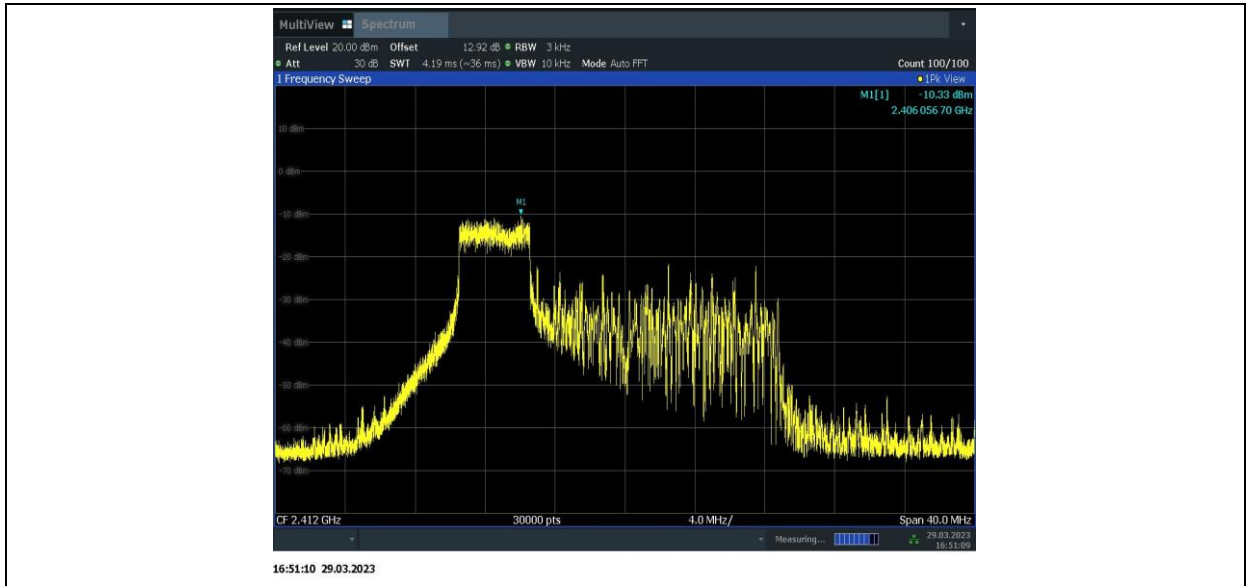 MultiView Spectrum
Ref Level 20.00 dBm Offset 12.92 dB RBW 3 kHz
Att 30 dB SWT 4.19 ms (~36 ms) VBW 10 kHz Mode Auto FFT Count 100/100
1 Frequency Sweep 1Pk View
M1[1] -10.33 dBm
2.406 056 70 GHz
10 dBm
0 dBm
M1
-10 dBm
-20 dBm
-30 dBm
-40 dBm
-50 dBm
-60 dBm
-70 dBm
CF 2.412 GHz 30000 pts 4.0 MHz/ Span 40.0 MHz
Measuring... 29.03.2023
16:51:09
16:51:10 29.03.2023